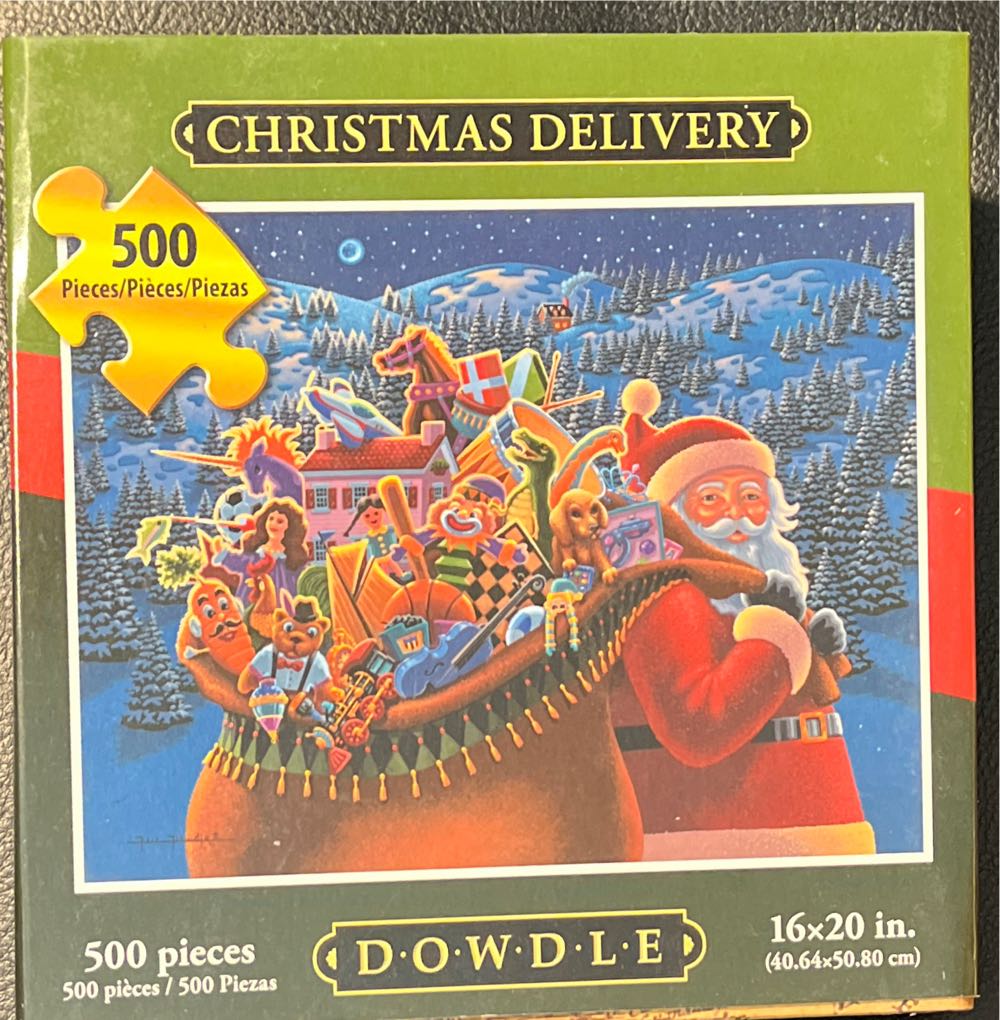 CHRISTMAS DELIVERY
500
Pieces/Pièces/Piezas
500 pieces
500 pièces / 500 Piezas
D·O·W·D·L·E
16×20 in.
(40.64×50.80 cm)